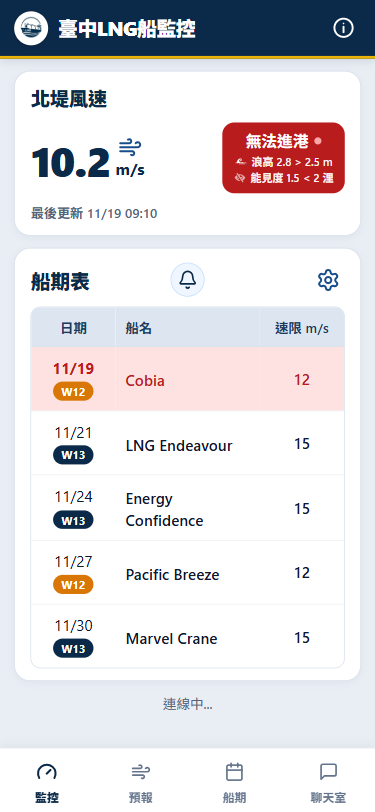 臺中LNG船監控
北堤風速
10.2 m/s
無法進港
浪高 2.8 > 2.5 m
能見度 1.5 < 2 浬
最後更新 11/19 09:10
船期表
日期 船名 速限 m/s
11/19
W12
Cobia 12
11/21
W13
LNG Endeavour 15
11/24
W13
Energy
Confidence
15
11/27
W12
Pacific Breeze 12
11/30
W13
Marvel Crane 15
連線中...
監控 預報 船期 聊天室